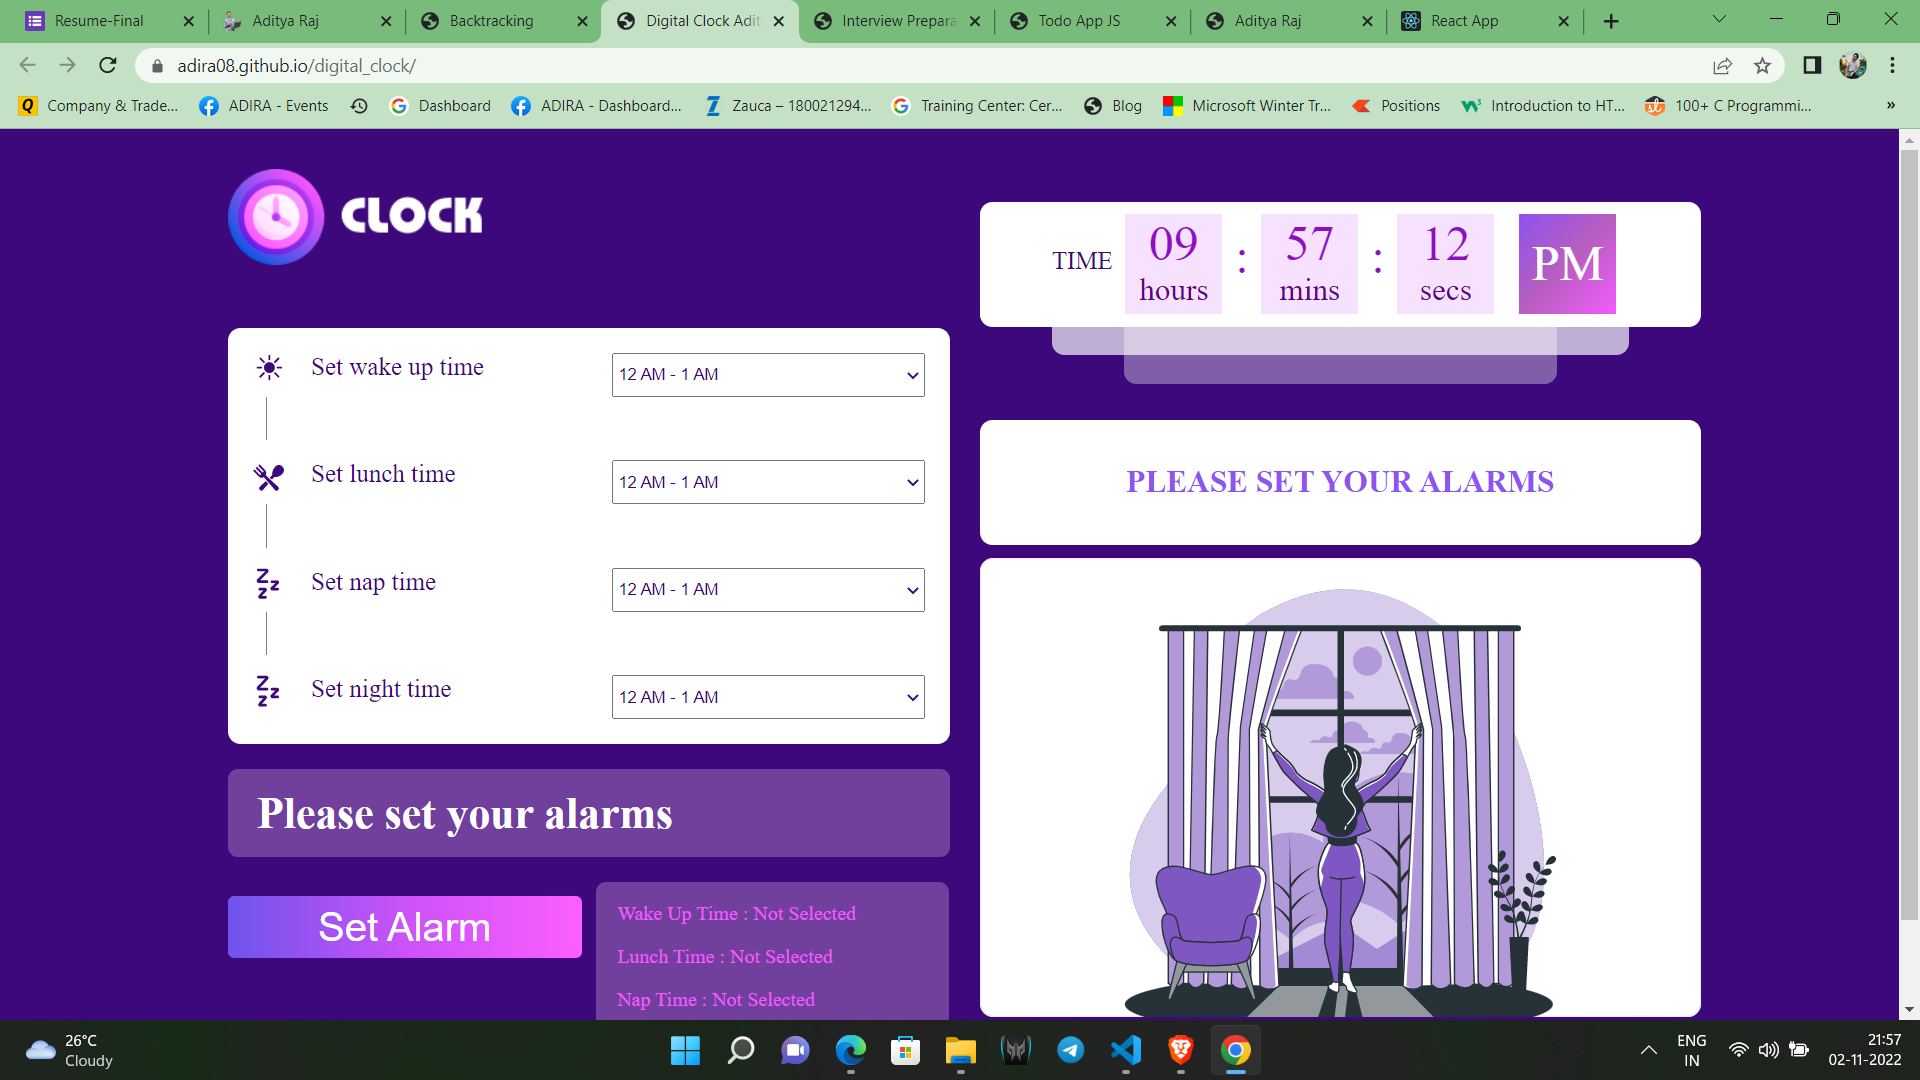 Resume-Final
Aditya Raj
Backtracking
Digital Clock Adit
Interview Prepara
Todo App JS
Aditya Raj
React App
adira08.github.io/digital_clock/
Company & Trade...
ADIRA - Events
Dashboard
ADIRA - Dashboard...
Zauca – 180021294...
Training Center: Cer...
Blog
Microsoft Winter Tr...
Positions
Introduction to HT...
100+ C Programmi...
»
CLOCK
TIME
09 : 57 : 12 PM
hours mins secs
Set wake up time
12 AM - 1 AM
Set lunch time
12 AM - 1 AM
Set nap time
12 AM - 1 AM
Set night time
12 AM - 1 AM
PLEASE SET YOUR ALARMS
Please set your alarms
Set Alarm
Wake Up Time : Not Selected
Lunch Time : Not Selected
Nap Time : Not Selected
26°C
Cloudy
ENG
IN
21:57
02-11-2022